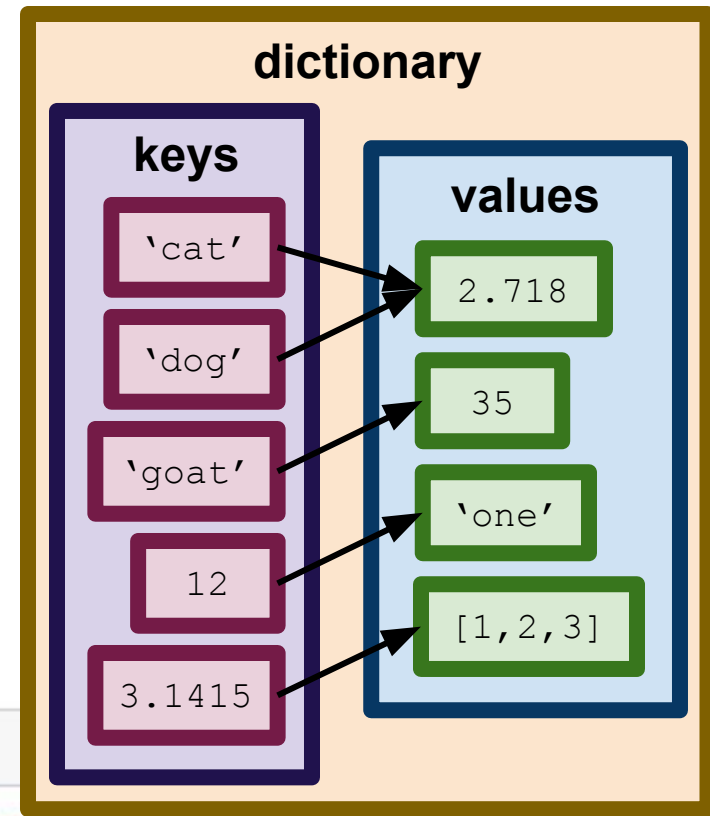 dictionary
keys
‘cat’
‘dog’
‘goat’
12
3.1415
values
2.718
35
‘one’
[1,2,3]